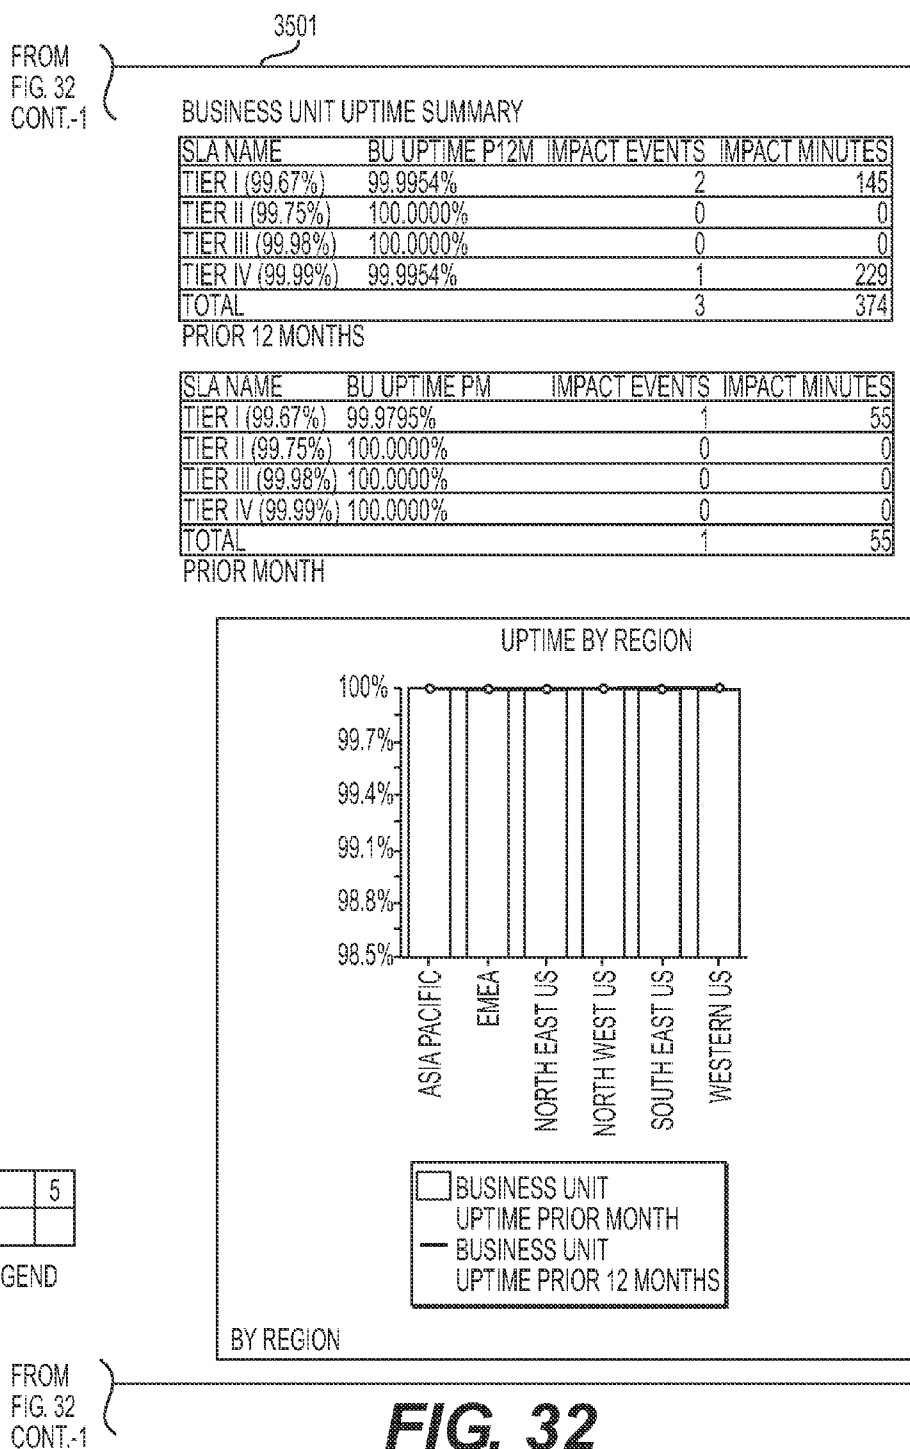 3501
FROM
FIG. 32
CONT.-1
BUSINESS UNIT UPTIME SUMMARY
SLA NAME BU UPTIME P12M IMPACT EVENTS IMPACT MINUTES
TIER I (99.67%) 99.9954% 2 145
TIER II (99.75%) 100.0000% 0 0
TIER III (99.98%) 100.0000% 0 0
TIER IV (99.99%) 99.9954% 1 229
TOTAL 3 374
PRIOR 12 MONTHS
SLA NAME BU UPTIME PM IMPACT EVENTS IMPACT MINUTES
TIER I (99.67%) 99.9795% 1 55
TIER II (99.75%) 100.0000% 0 0
TIER III (99.98%) 100.0000% 0 0
TIER IV (99.99%) 100.0000% 0 0
TOTAL 1 55
PRIOR MONTH
UPTIME BY REGION
100%
99.7%
99.4%
99.1%
98.8%
98.5%
ASIA PACIFIC
EMEA
NORTH EAST US
NORTH WEST US
SOUTH EAST US
WESTERN US
5
GEND
BUSINESS UNIT
UPTIME PRIOR MONTH
BUSINESS UNIT
UPTIME PRIOR 12 MONTHS
BY REGION
FROM
FIG. 32
CONT.-1
FIG. 32